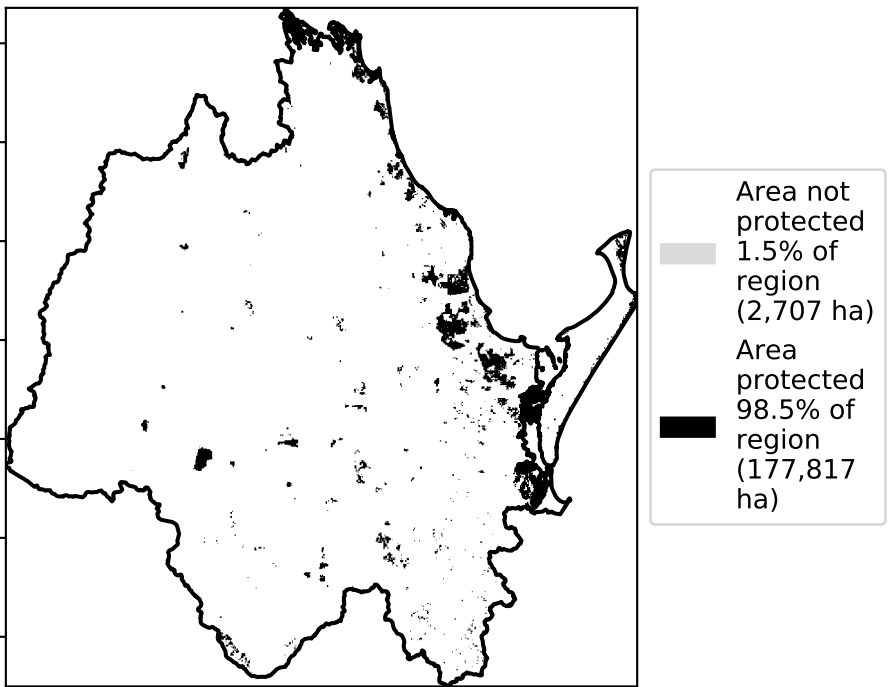 Area not
protected
1.5% of
region
(2,707 ha)
Area
protected
98.5% of
region
(177,817
ha)